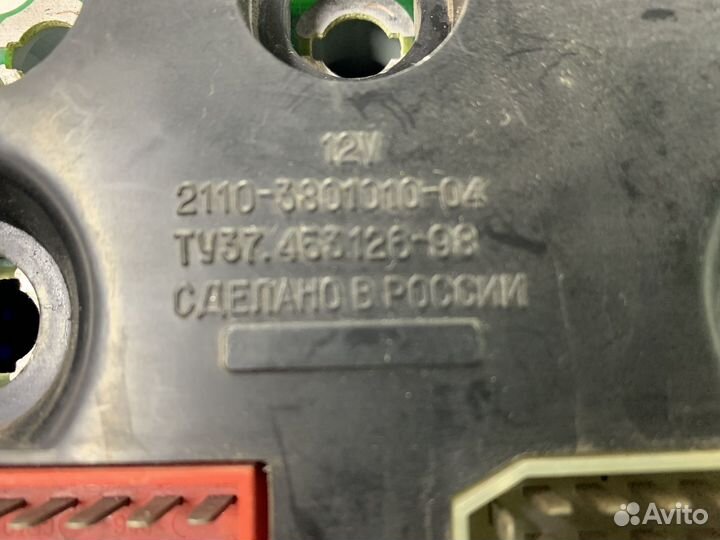 12V
2110-3801010-04
ТУ37.453126-98
СДЕЛАНО В РОССИИ
Avito